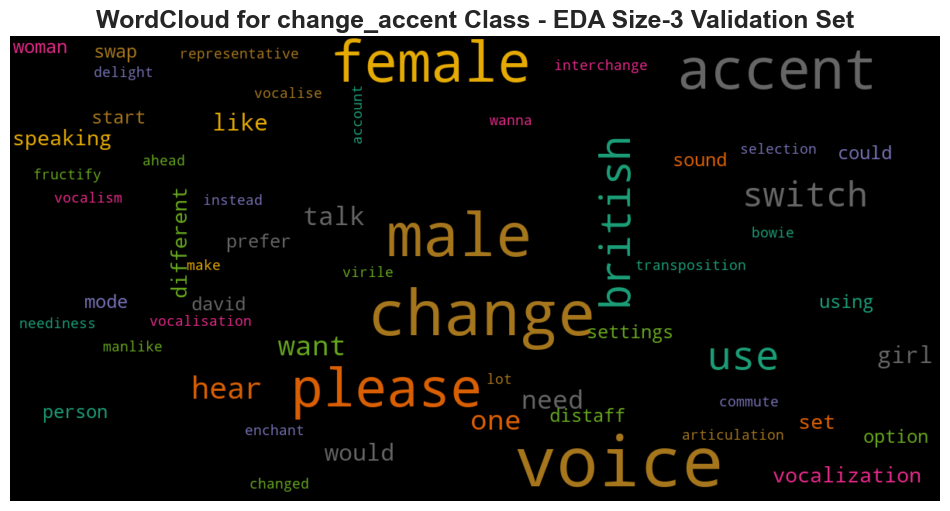 WordCloud for change_accent Class - EDA Size-3 Validation Set
woman
swap
representative
female
interchange
accent
delight
vocalise
account
start
like
wanna
speaking
british
sound
selection
could
ahead
fructify
different
vocalism
instead
talk
male
switch
prefer
bowie
make
virile
transposition
mode
david
change
using
neediness
vocalisation
settings
manlike
want
use
girl
hear
please
lot
need
commute
person
one
distaff
set
enchant
articulation
option
would
voice
vocalization
changed